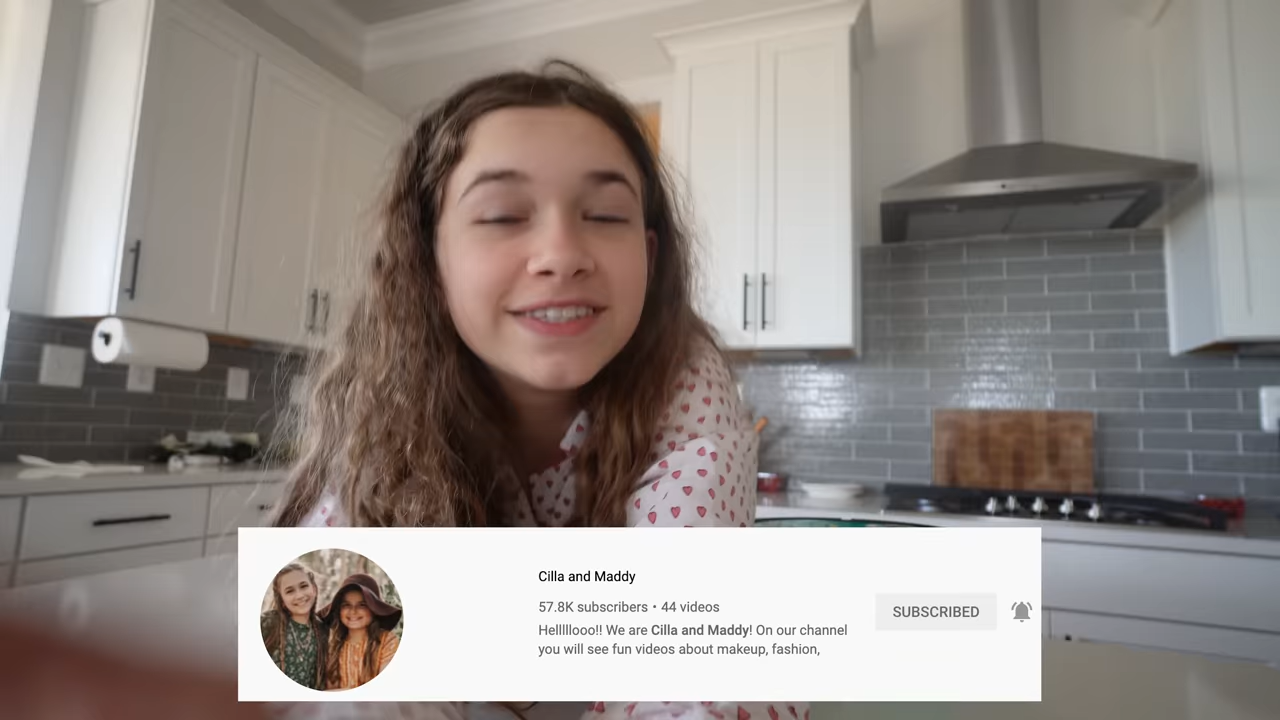 Cilla and Maddy
57.8K subscribers • 44 videos
Helllllooo!! We are Cilla and Maddy! On our channel
you will see fun videos about makeup, fashion,
SUBSCRIBED